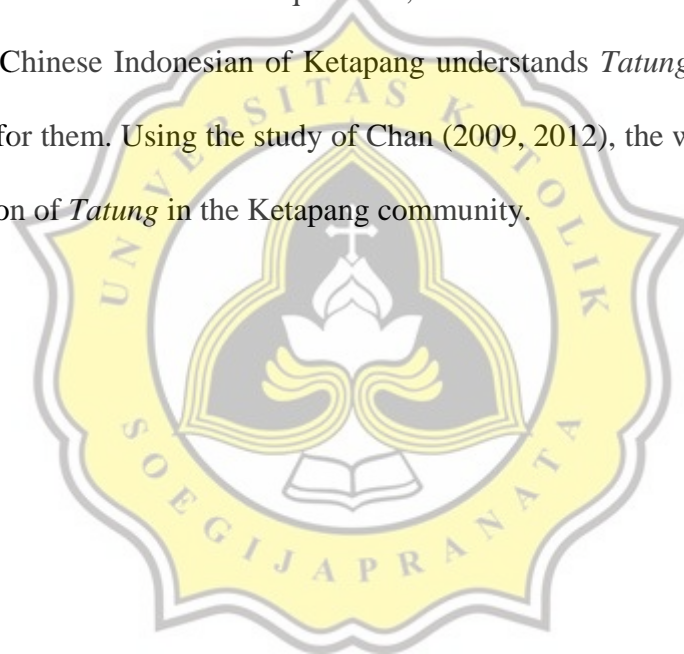 Chinese Indonesian of Ketapang understands Tatung
for them. Using the study of Chan (2009, 2012), the w
on of Tatung in the Ketapang community.
UNIVERSITAS KATOLIK
SOEGIJAPRANATA